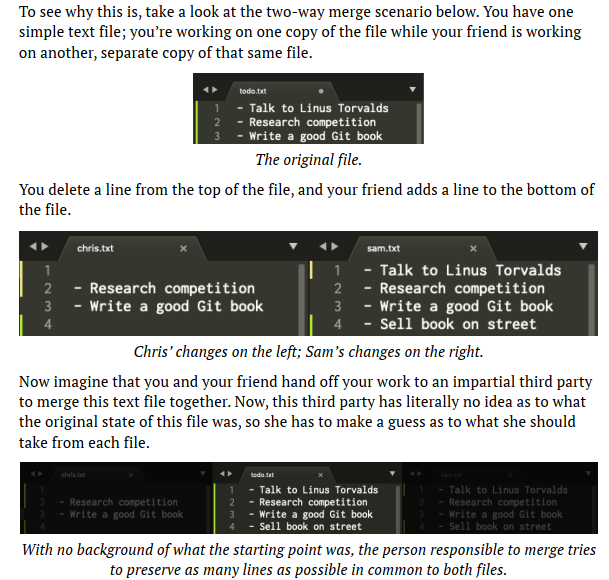 To see why this is, take a look at the two-way merge scenario below. You have one
simple text file; you’re working on one copy of the file while your friend is working
on another, separate copy of that same file.
todo.txt
1 - Talk to Linus Torvalds
2 - Research competition
3 - Write a good Git book
The original file.
You delete a line from the top of the file, and your friend adds a line to the bottom of
the file.
chris.txt
1
2 - Research competition
3 - Write a good Git book
4
sam.txt
1 - Talk to Linus Torvalds
2 - Research competition
3 - Write a good Git book
4 - Sell book on street
Chris’ changes on the left; Sam’s changes on the right.
Now imagine that you and your friend hand off your work to an impartial third party
to merge this text file together. Now, this third party has literally no idea as to what
the original state of this file was, so she has to make a guess as to what she should
take from each file.
chris.txt
1
2 - Research competition
3 - Write a good Git book
4
todo.txt
1 - Talk to Linus Torvalds
2 - Research competition
3 - Write a good Git book
4 - Sell book on street
sam.txt
1 - Talk to Linus Torvalds
2 - Research competition
3 - Write a good Git book
4 - Sell book on street
With no background of what the starting point was, the person responsible to merge tries
to preserve as many lines as possible in common to both files.